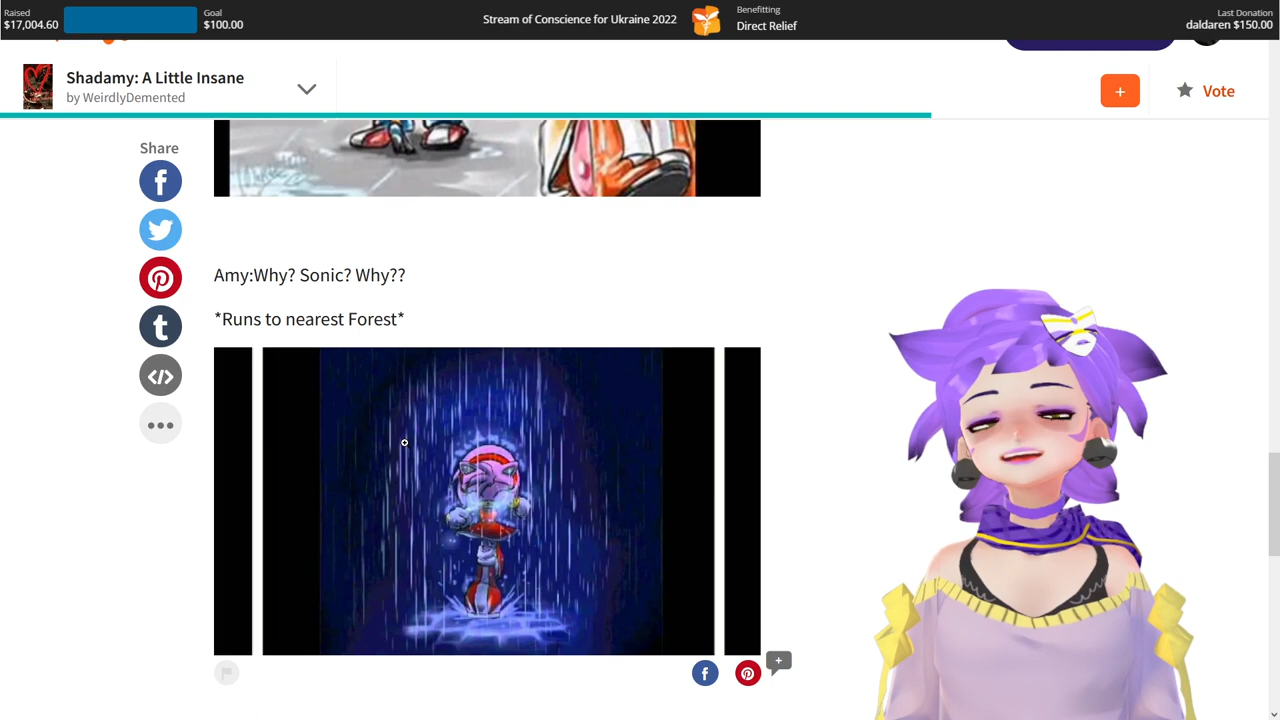 Raised
$17,004.60
Goal
$100.00
Stream of Conscience for Ukraine 2022
Benefitting
Direct Relief
Last Donation
daldaren $150.00
Shadamy: A Little Insane
by WeirdlyDemented
+
Vote
Share
Amy:Why? Sonic? Why??
*Runs to nearest Forest*